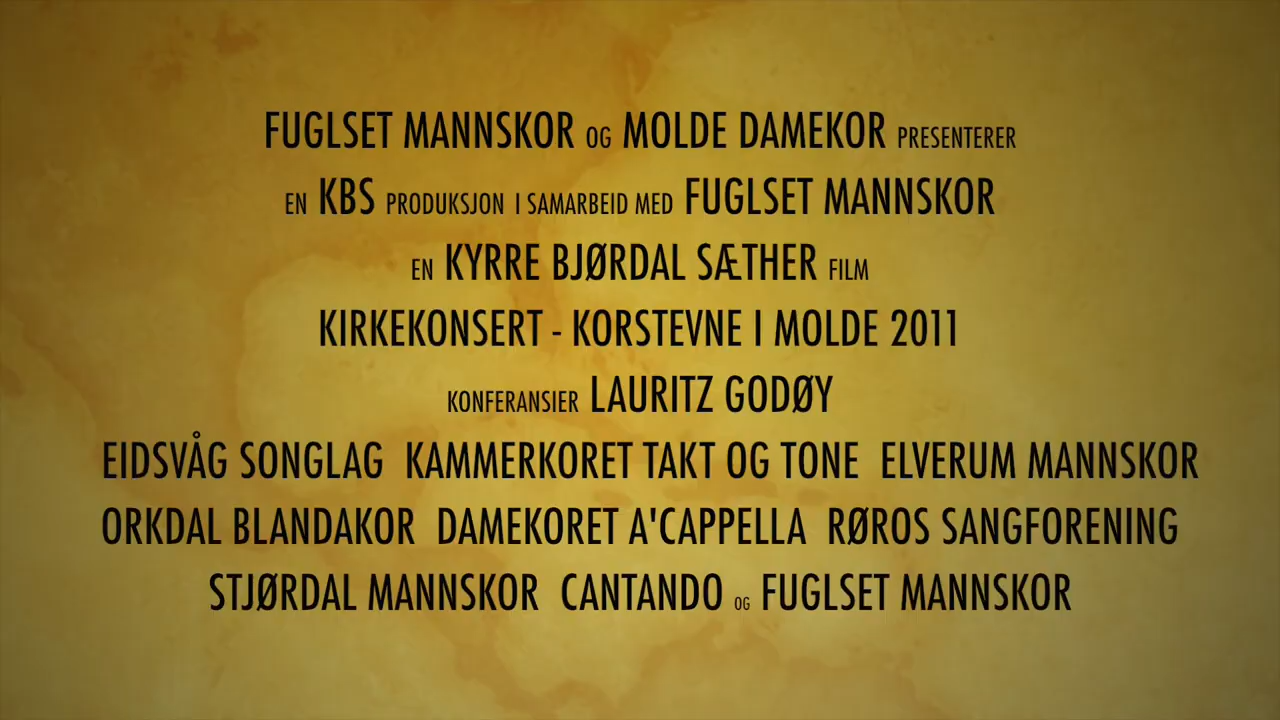 FUGLSET MANNSKOR OG MOLDE DAMEKOR PRESENTERER
EN KBS PRODUKSJON I SAMARBEID MED FUGLSET MANNSKOR
EN KYRRE BJØRDAL SÆTHER FILM
KIRKEKONSERT - KORSTEVNE I MOLDE 2011
KONFERANSIER LAURITZ GODØY
EIDSVÅG SONGLAG KAMMERKORET TAKT OG TONE ELVERUM MANNSKOR
ORKDAL BLANDAKOR DAMEKORET A'CAPPELLA RØROS SANGFORENING
STJØRDAL MANNSKOR CANTANDO OG FUGLSET MANNSKOR